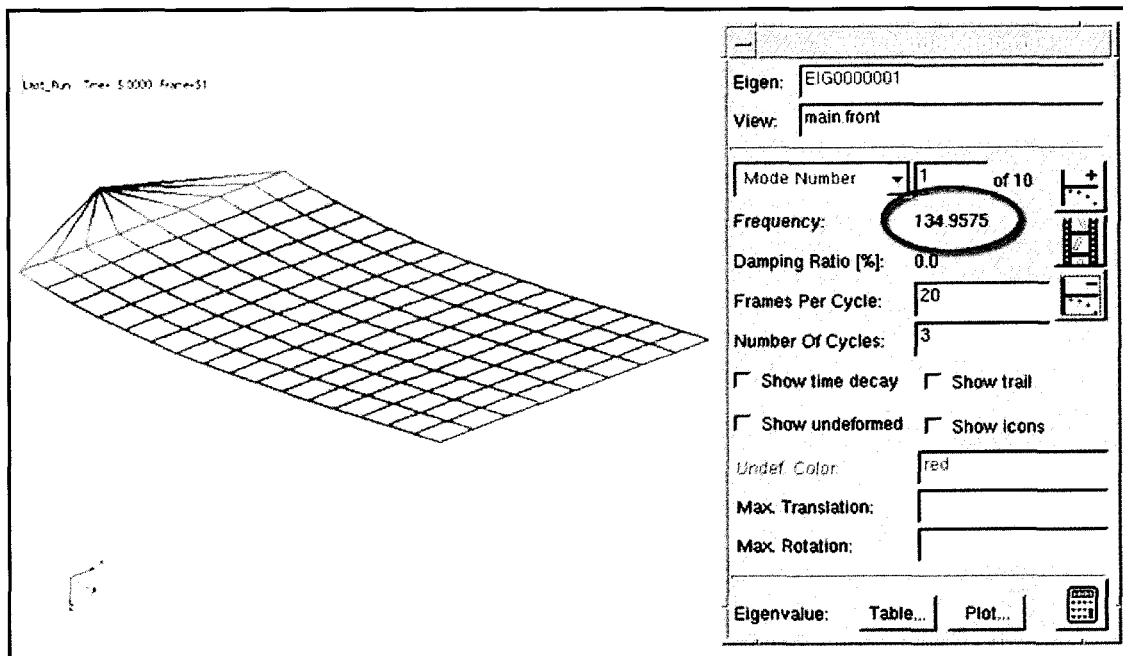 Last_Run Time= 5.0000 Frame=51
Eigen: EIG0000001
View: main.front
Mode Number 1 of 10
Frequency: 134.9575
Damping Ratio [%]: 0.0
Frames Per Cycle: 20
Number Of Cycles: 3
Show time decay Show trail
Show undeformed Show icons
Undef. Color: red
Max. Translation:
Max. Rotation:
Eigenvalue: Table... Plot...